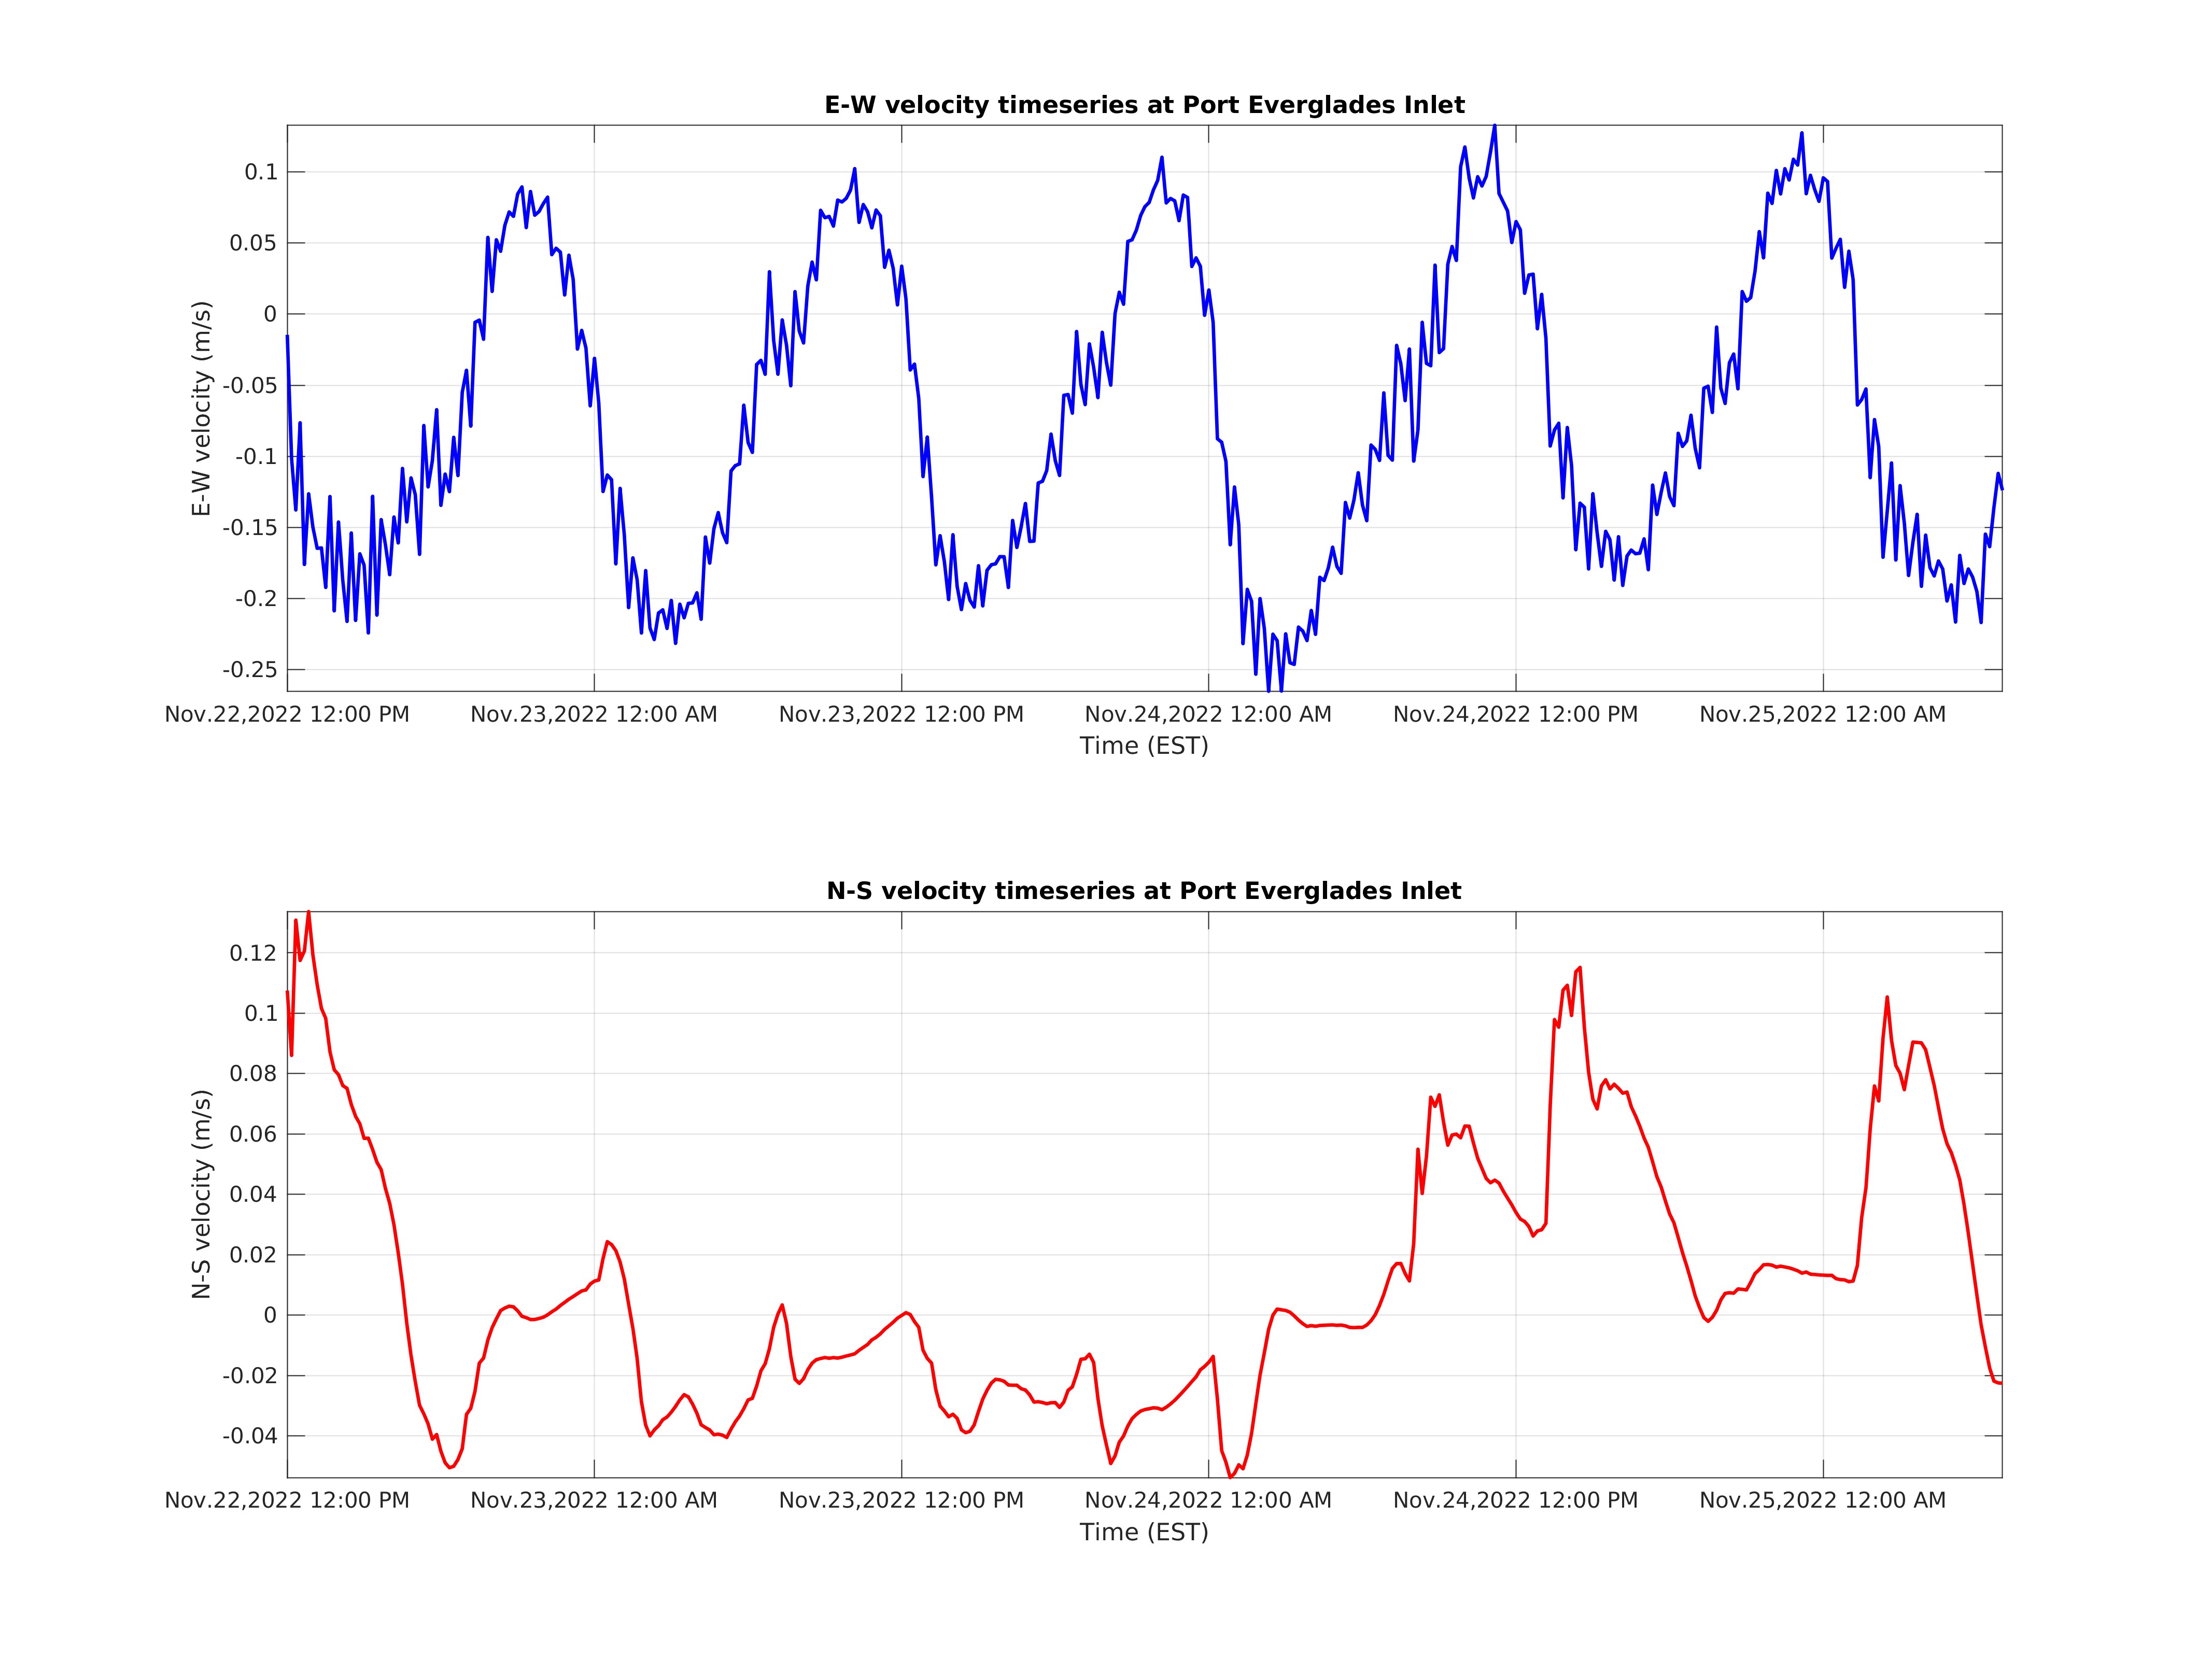 E-W velocity timeseries at Port Everglades Inlet
0.1
0.05
0
-0.05
-0.1
-0.15
-0.2
-0.25
E-W velocity (m/s)
Nov.22,2022 12:00 PM Nov.23,2022 12:00 AM Nov.23,2022 12:00 PM Nov.24,2022 12:00 AM Nov.24,2022 12:00 PM Nov.25,2022 12:00 AM
Time (EST)
N-S velocity timeseries at Port Everglades Inlet
0.12
0.1
0.08
0.06
0.04
0.02
0
-0.02
-0.04
N-S velocity (m/s)
Nov.22,2022 12:00 PM Nov.23,2022 12:00 AM Nov.23,2022 12:00 PM Nov.24,2022 12:00 AM Nov.24,2022 12:00 PM Nov.25,2022 12:00 AM
Time (EST)